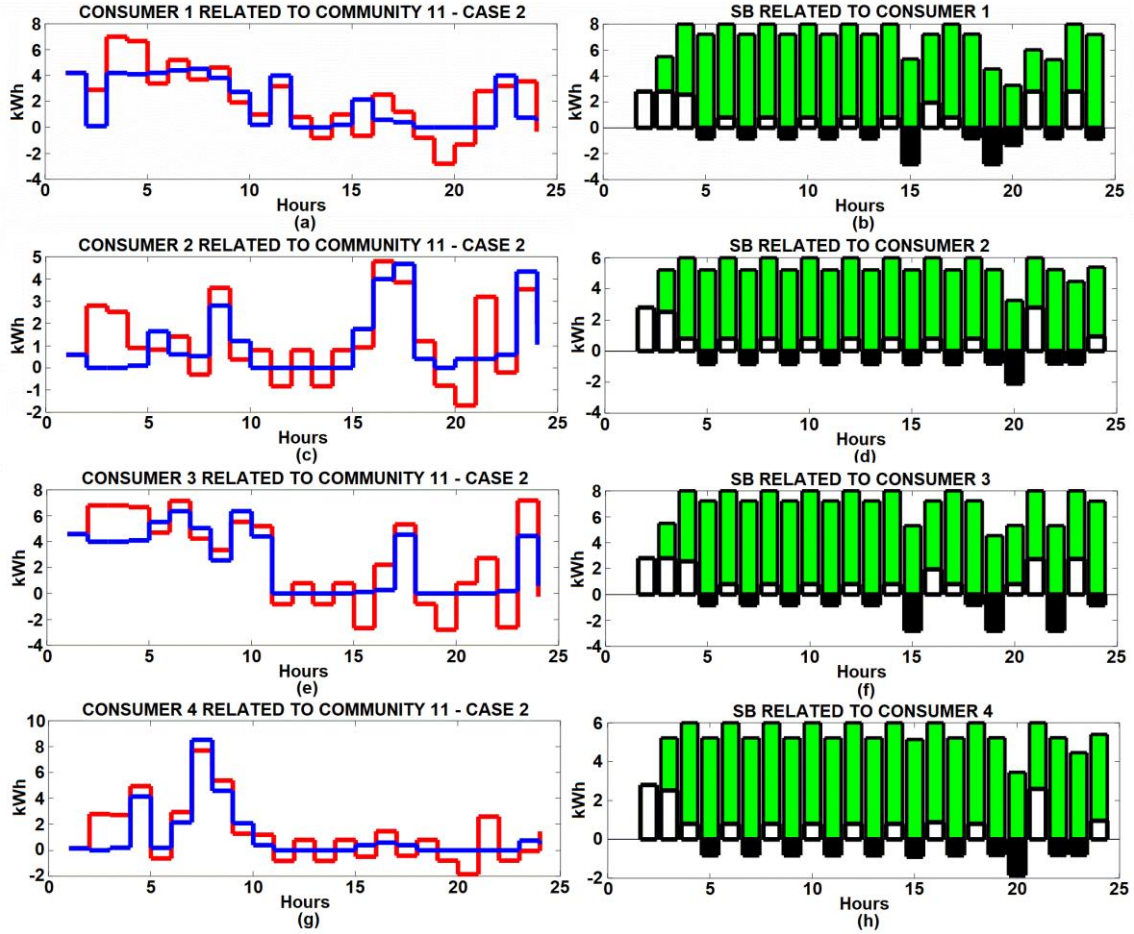 CONSUMER 1 RELATED TO COMMUNITY 11 - CASE 2
kWh
8
6
4
2
0
-2
-4
0 5 10 15 20 25
Hours
(a)
SB RELATED TO CONSUMER 1
kWh
8
6
4
2
0
-2
-4
0 5 10 15 20 25
Hours
(b)
CONSUMER 2 RELATED TO COMMUNITY 11 - CASE 2
kWh
5
4
3
2
1
0
-1
-2
0 5 10 15 20 25
Hours
(c)
SB RELATED TO CONSUMER 2
kWh
6
4
2
0
-2
-4
0 5 10 15 20 25
Hours
(d)
CONSUMER 3 RELATED TO COMMUNITY 11 - CASE 2
kWh
8
6
4
2
0
-2
-4
0 5 10 15 20 25
Hours
(e)
SB RELATED TO CONSUMER 3
kWh
8
6
4
2
0
-2
-4
0 5 10 15 20 25
Hours
(f)
CONSUMER 4 RELATED TO COMMUNITY 11 - CASE 2
kWh
10
8
6
4
2
0
-2
0 5 10 15 20 25
Hours
(g)
SB RELATED TO CONSUMER 4
kWh
6
4
2
0
-2
0 5 10 15 20 25
Hours
(h)